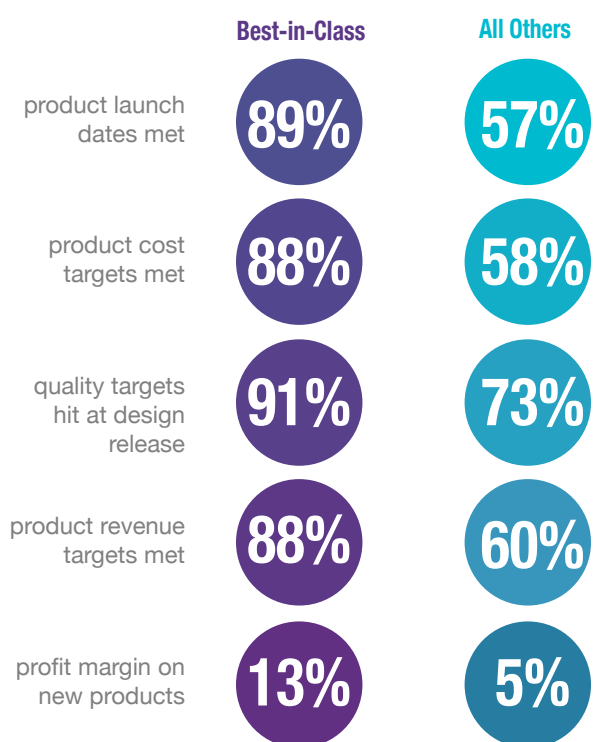 Best-in-Class All Others
product launch
dates met
89% 57%
product cost
targets met
88% 58%
quality targets
hit at design
release
91% 73%
product revenue
targets met
88% 60%
profit margin on
new products
13% 5%